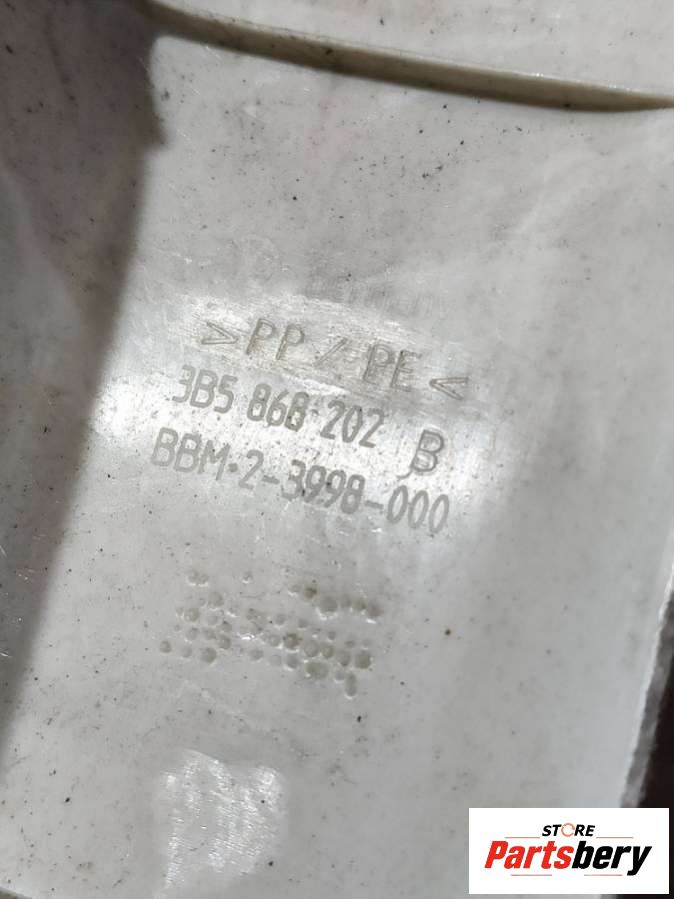 >PP/PE<
3B5 868 202 B
BBM·2-3998-000
STORE
Partsbery